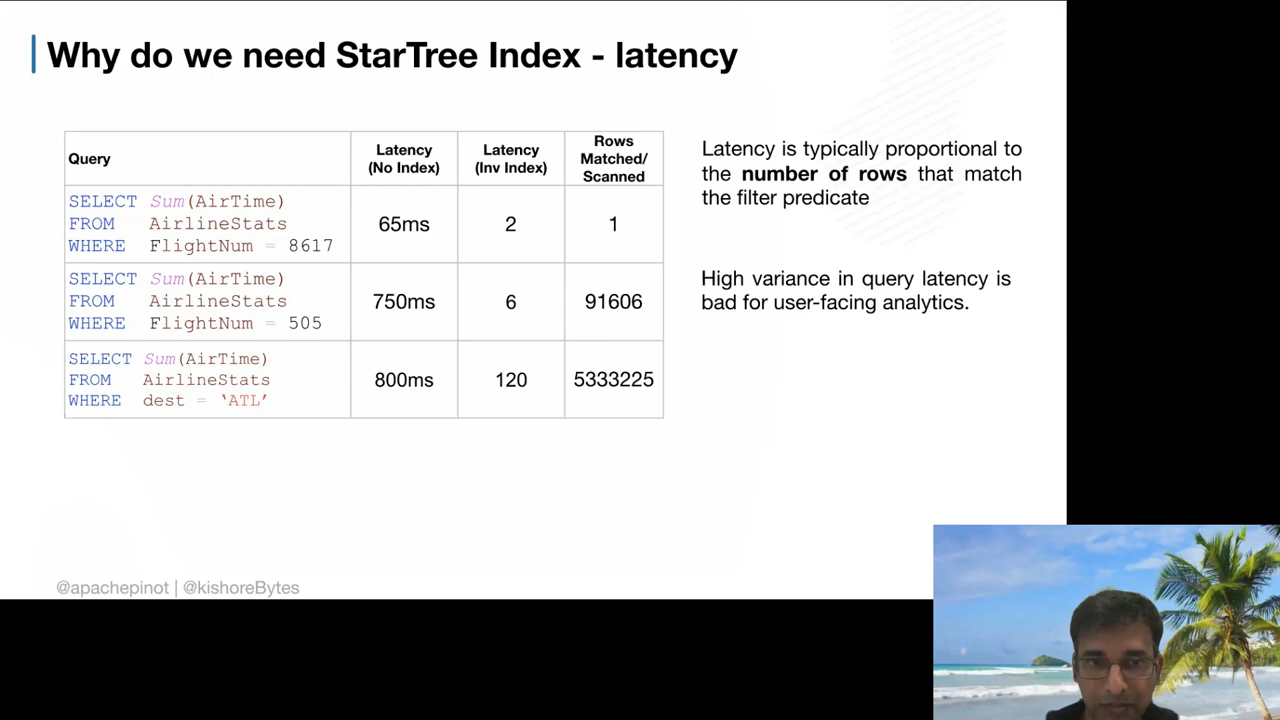 Why do we need StarTree Index - latency
Query
Latency
(No Index)
Latency
(Inv Index)
Rows
Matched/
Scanned
SELECT Sum(AirTime)
FROM AirlineStats
WHERE FlightNum = 8617
65ms
2
1
SELECT Sum(AirTime)
FROM AirlineStats
WHERE FlightNum = 505
750ms
6
91606
SELECT Sum(AirTime)
FROM AirlineStats
WHERE dest = ‘ATL’
800ms
120
5333225
Latency is typically proportional to
the number of rows that match
the filter predicate
High variance in query latency is
bad for user-facing analytics.
@apachepinot | @kishoreBytes